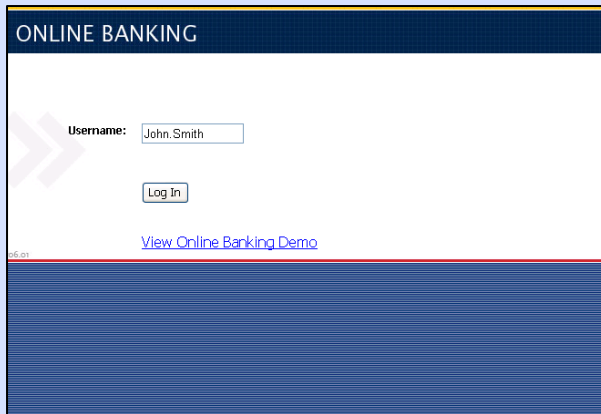 ONLINE BANKING
Username: John.Smith
Log In
View Online Banking Demo
06.01